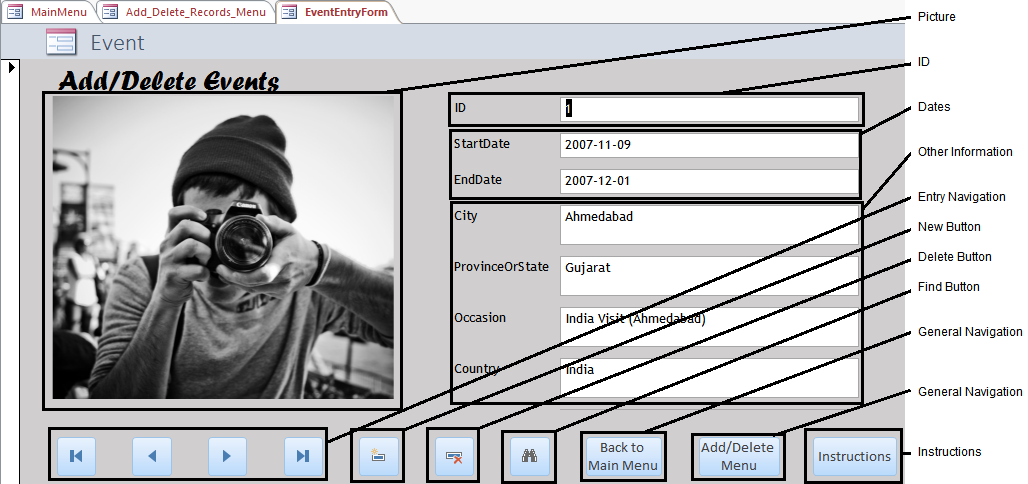 MainMenu Add_Delete_Records_Menu EventEntryForm
Event
Add/Delete Events
ID 1
StartDate 2007-11-09
EndDate 2007-12-01
City Ahmedabad
ProvinceOrState Gujarat
Occasion India Visit (Ahmedabad)
Country India
Back to
Main Menu
Add/Delete
Menu
Instructions
Picture
ID
Dates
Other Information
Entry Navigation
New Button
Delete Button
Find Button
General Navigation
General Navigation
Instructions